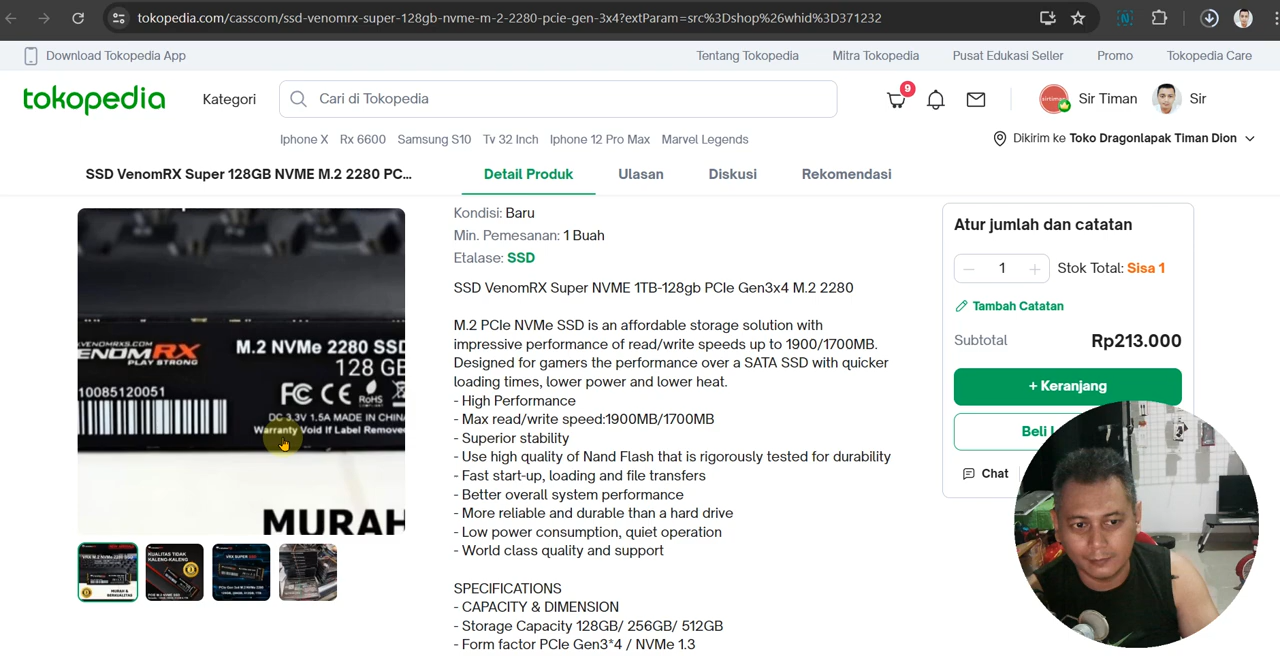 tokopedia.com/casscom/ssd-venomrx-super-128gb-nvme-m-2-2280-pcie-gen-3x4?extParam=src%3Dshop%26whid%3D371232
Download Tokopedia App
Tentang Tokopedia Mitra Tokopedia Pusat Edukasi Seller Promo Tokopedia Care
tokopedia Kategori Cari di Tokopedia 9 Sir Timan Sir
Iphone X Rx 6600 Samsung S10 Tv 32 Inch Iphone 12 Pro Max Marvel Legends
Dikirim ke Toko Dragonlapak Timan Dion
SSD VenomRX Super 128GB NVME M.2 2280 PC...
Detail Produk Ulasan Diskusi Rekomendasi
VENOMRXS.COM
ENOMRX
PLAY STRONG
10085120051
M.2 NVMe 2280 SSD
128 GB
FC CE RoHS
DC 3.3V 1.5A MADE IN CHINA
Warranty Void If Label Remove
MURAH
Kondisi: Baru
Min. Pemesanan: 1 Buah
Etalase: SSD
SSD VenomRX Super NVME 1TB-128gb PCIe Gen3x4 M.2 2280
M.2 PCIe NVMe SSD is an affordable storage solution with
impressive performance of read/write speeds up to 1900/1700MB.
Designed for gamers the performance over a SATA SSD with quicker
loading times, lower power and lower heat.
- High Performance
- Max read/write speed:1900MB/1700MB
- Superior stability
- Use high quality of Nand Flash that is rigorously tested for durability
- Fast start-up, loading and file transfers
- Better overall system performance
- More reliable and durable than a hard drive
- Low power consumption, quiet operation
- World class quality and support
SPECIFICATIONS
- CAPACITY & DIMENSION
- Storage Capacity 128GB/ 256GB/ 512GB
- Form factor PCIe Gen3*4 / NVMe 1.3
Atur jumlah dan catatan
1 Stok Total: Sisa 1
Tambah Catatan
Subtotal Rp213.000
+ Keranjang
Beli
Chat